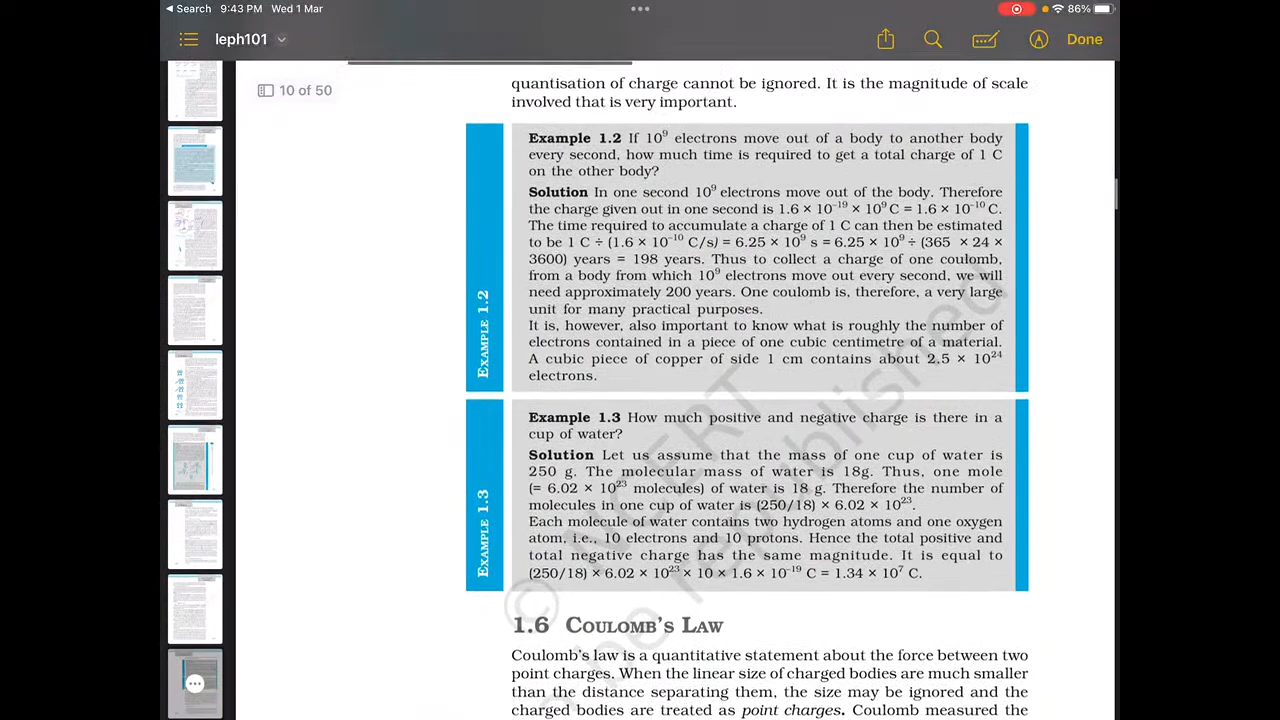 Search 9:43 PM Wed 1 Mar 86%
leph101 Done
10 of 50
quantisation of charge cannot be ignored. It is the magnitude of scale
involved that is very important.
EXAMPLE 1.2
Example 1.2 If 10⁹ electrons move out of a body to another body
every second, how much time is required to get a total charge of 1 C
on the other body?
Solution In one second 10⁹ electrons move out of the body. Therefore
the charge given out in one second is 1.6 × 10⁻¹⁹ × 10⁹ C = 1.6 × 10⁻¹⁰ C.
The time required to accumulate a charge of 1 C can then be estimated
to be 1 C ÷ (1.6 × 10⁻¹⁰ C/s) = 6.25 × 10⁹ s = 6.25 × 10⁹ ÷ (365 × 24 ×
3600) years = 198 years. Thus to collect a charge of one coulomb,
from a body from which 10⁹ electrons move out every second, we will
need approximately 200 years. One coulomb is, therefore, a very large
unit for many practical purposes.
It is, however, also important to know what is roughly the number of
electrons contained in a piece of one cubic centimetre of a material.
A cubic piece of copper of side 1 cm contains about 2.5 × 10²⁴
electrons.
EXAMPLE 1.3
Example 1.3 How much positive and negative charge is there in a
cup of water?
Solution Let us assume that the mass of one cup of water is
250 g. The molecular mass of water is 18g. Thus, one mole
(= 6.02 × 10²³ molecules) of water is 18 g. Therefore the number of
molecules in one cup of water is (250/18) × 6.02 × 10²³.
Each molecule of water contains two hydrogen atoms and one oxygen
atom, i.e., 10 electrons and 10 protons. Hence the total positive and
total negative charge has the same magnitude. It is equal to
(250/18) × 6.02 × 10²³ × 10 × 1.6 × 10⁻¹⁹ C = 1.34 × 10⁷ C.
1.6 COULOMB'S LAW
Coulomb's law is a quantitative statement about the force between two
point charges. When the linear size of charged bodies are much smaller
than the distance separating them, the size may be ignored and the
charged bodies are treated as point charges. Coulomb measured the